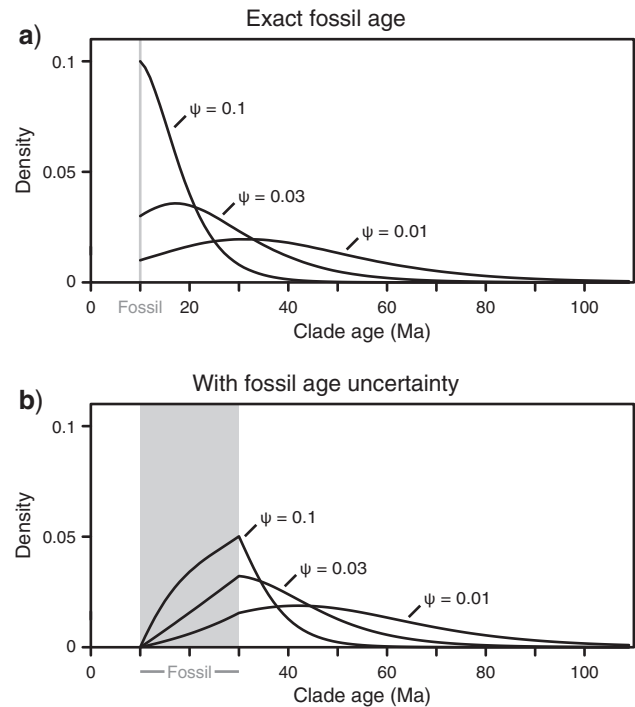 a) Exact fossil age
0.1
ψ = 0.1
0.05
ψ = 0.03
ψ = 0.01
0
Density
0 Fossil 20 40 60 80 100
Clade age (Ma)
b) With fossil age uncertainty
0.1
ψ = 0.1
0.05
ψ = 0.03
ψ = 0.01
0
Density
0 20 40 60 80 100
Fossil
Clade age (Ma)